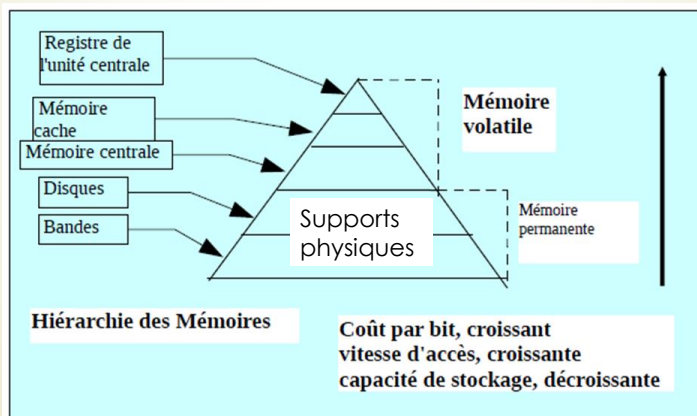 Registre de
l'unité centrale
Mémoire
cache
Mémoire centrale
Disques
Bandes
Mémoire
volatile
Mémoire
permanente
Supports
physiques
Hiérarchie des Mémoires
Coût par bit, croissant
vitesse d'accès, croissante
capacité de stockage, décroissante